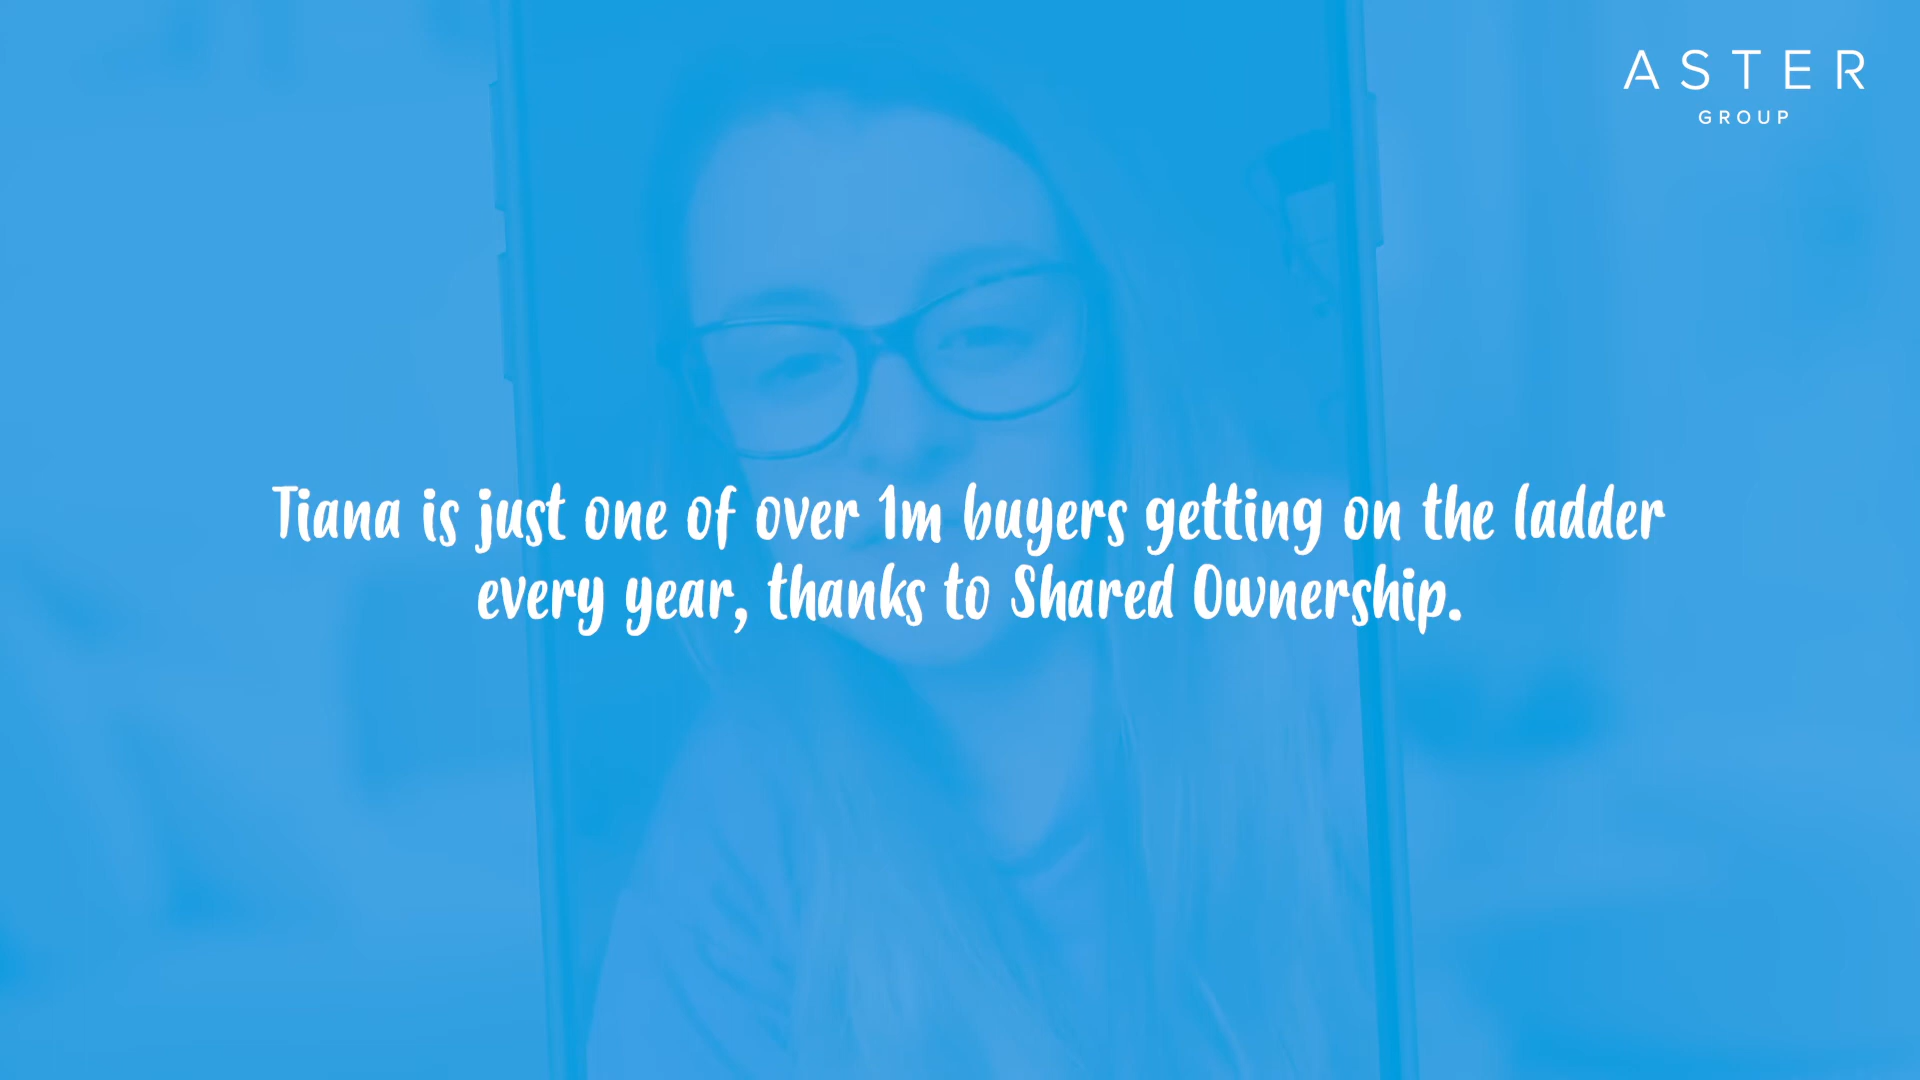 ASTER
GROUP
Tiana is just one of over 1m buyers getting on the ladder
every year, thanks to Shared Ownership.